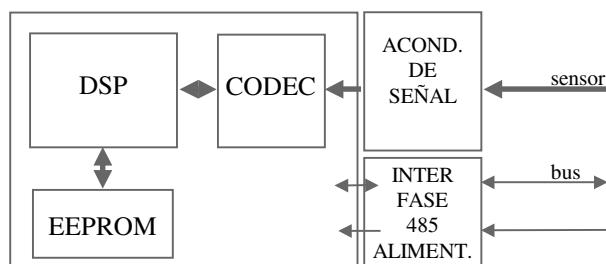 DSP
CODEC
ACOND.
DE
SEÑAL
sensor
EEPROM
INTER
FASE
485
ALIMENT.
bus